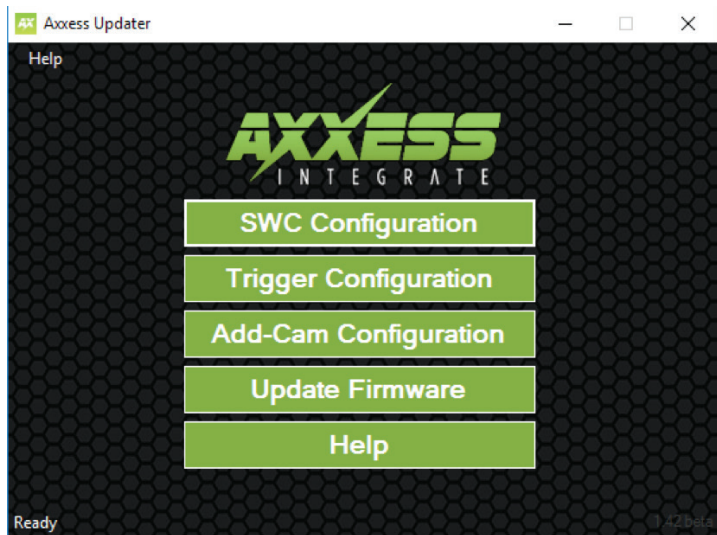 Axxess Updater
Help
AXXESS
INTEGRATE
SWC Configuration
Trigger Configuration
Add-Cam Configuration
Update Firmware
Help
Ready
1.42 beta